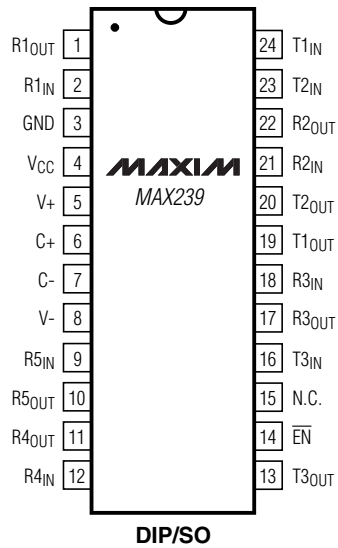 R1OUT 1 24 T1IN
R1IN 2 23 T2IN
GND 3 22 R2OUT
VCC 4 21 R2IN
MAXIM
V+ 5 MAX239 20 T2OUT
C+ 6 19 T1OUT
C- 7 18 R3IN
V- 8 17 R3OUT
R5IN 9 16 T3IN
R5OUT 10 15 N.C.
R4OUT 11 14 E̅N̅
R4IN 12 13 T3OUT
DIP/SO